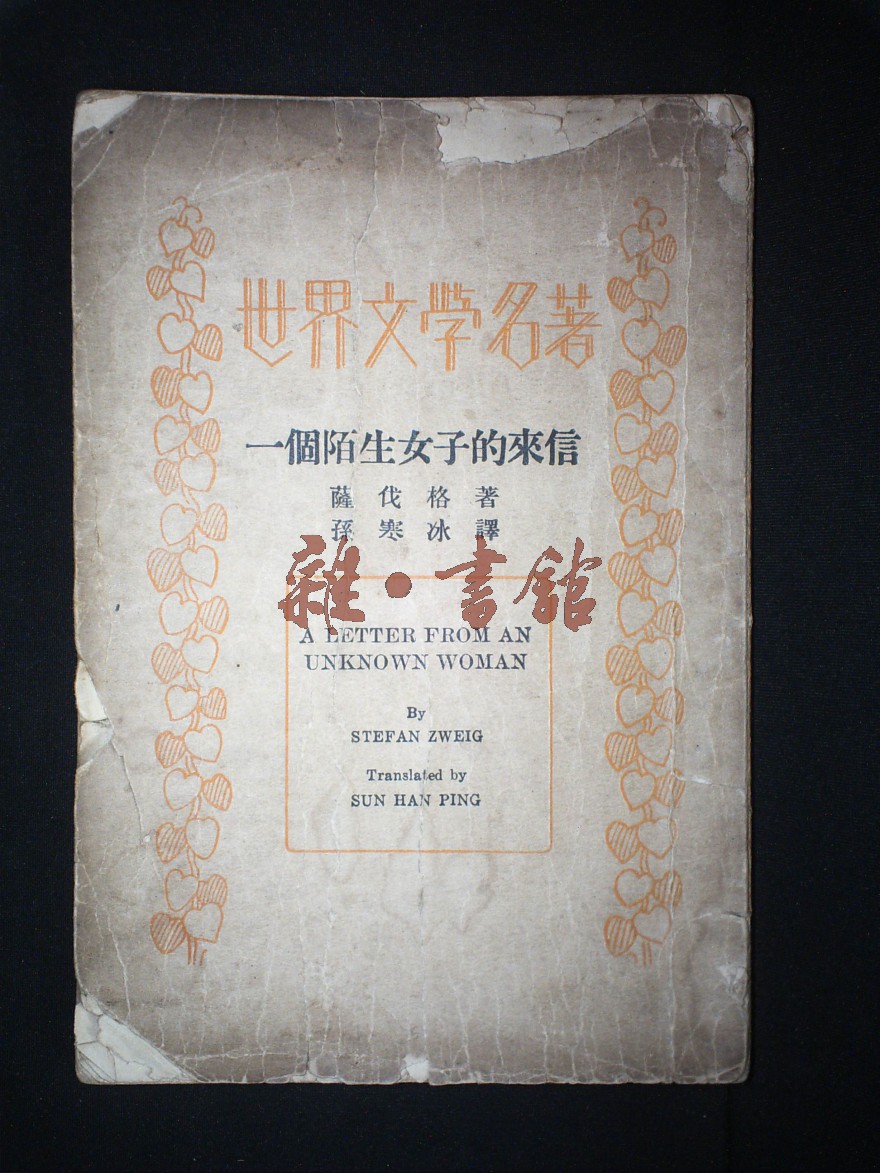 世界文學名著
一個陌生女子的來信
薩伐格著
孫寒冰譯
雜·書館
A LETTER FROM AN
UNKNOWN WOMAN
By
STEFAN ZWEIG
Translated by
SUN HAN PING